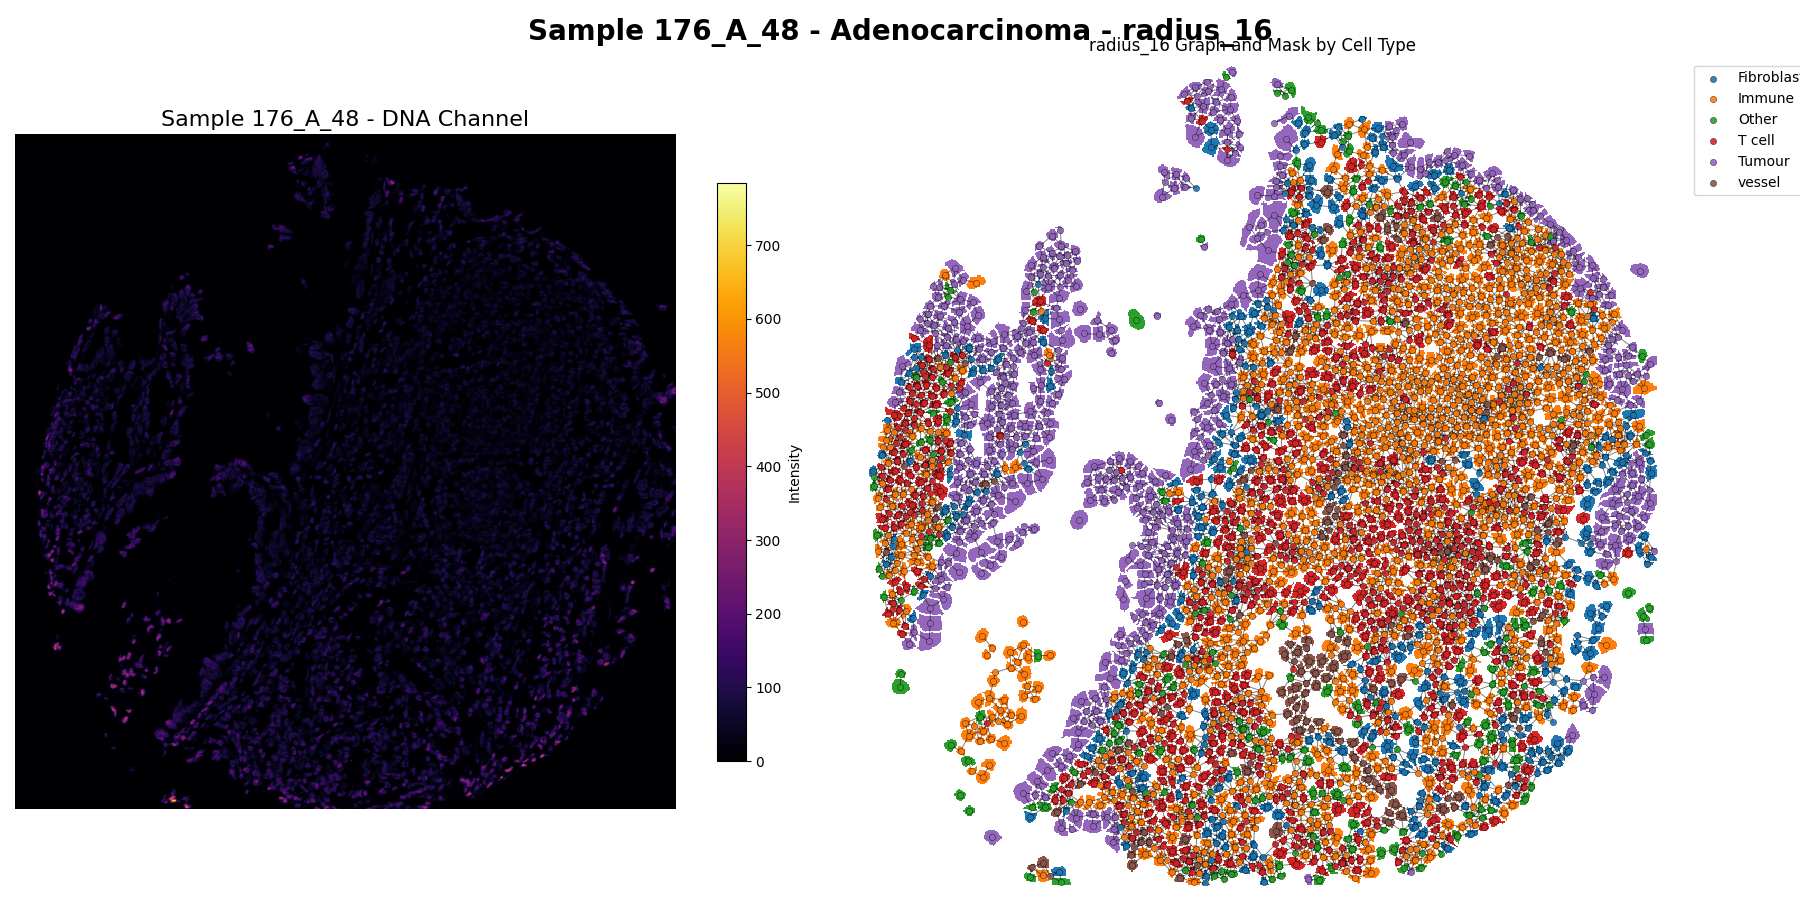 Sample 176_A_48 - Adenocarcinoma - radius_16
radius_16 Graph and Mask by Cell Type
Sample 176_A_48 - DNA Channel
Fibroblast
Immune
Other
T cell
Tumour
vessel
700
600
500
400
300
200
100
0
Intensity